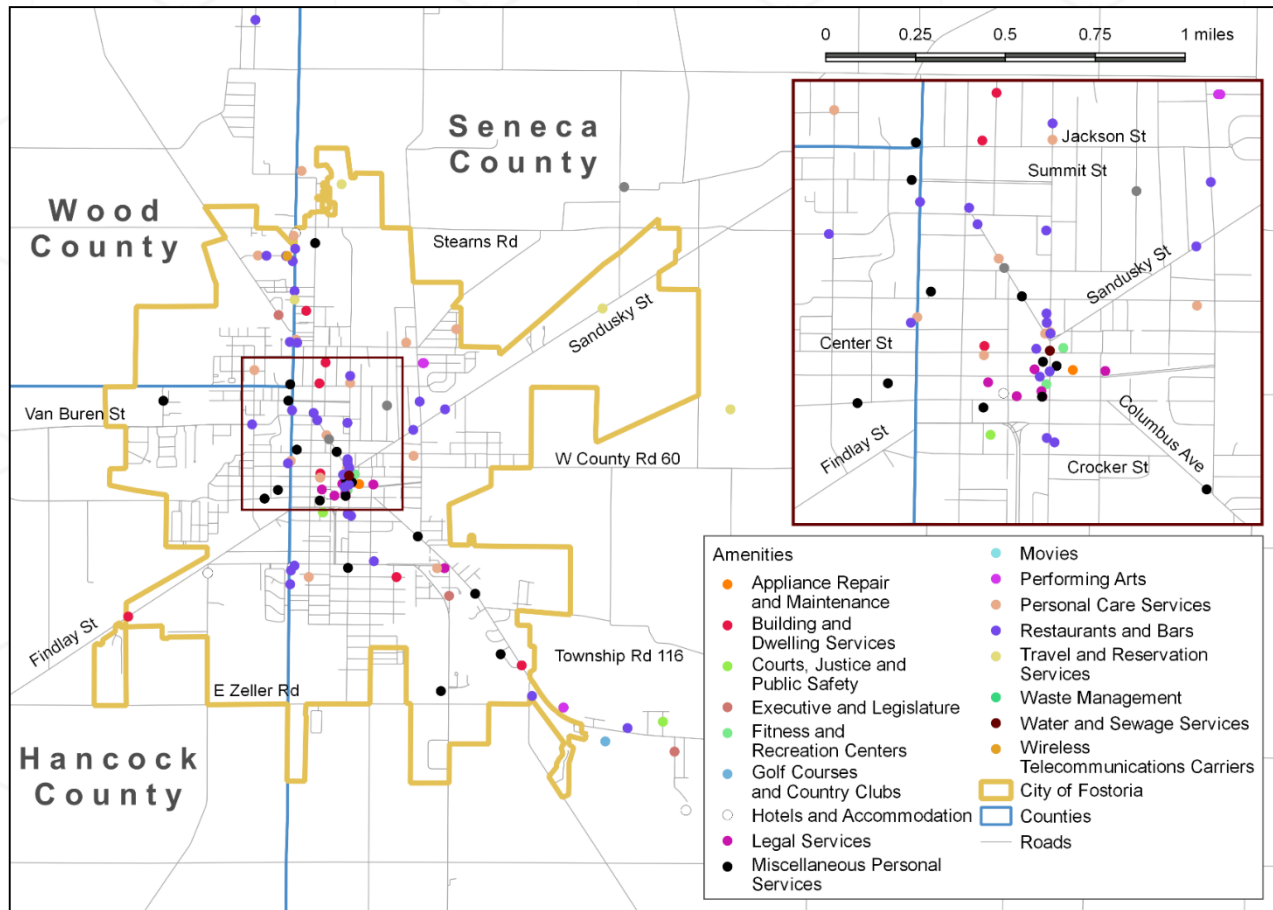 0 0.25 0.5 0.75 1 miles
Seneca
County
Wood
County
Stearns Rd
Sandusky St
Van Buren St
W County Rd 60
Findlay St
Township Rd 116
E Zeller Rd
Hancock
County
Jackson St
Summit St
Sandusky St
Center St
Findlay St
Columbus Ave
Crocker St
Amenities
Appliance Repair
and Maintenance
Building and
Dwelling Services
Courts, Justice and
Public Safety
Executive and Legislature
Fitness and
Recreation Centers
Golf Courses
and Country Clubs
Hotels and Accommodation
Legal Services
Miscellaneous Personal
Services
Movies
Performing Arts
Personal Care Services
Restaurants and Bars
Travel and Reservation
Services
Waste Management
Water and Sewage Services
Wireless
Telecommunications Carriers
City of Fostoria
Counties
Roads